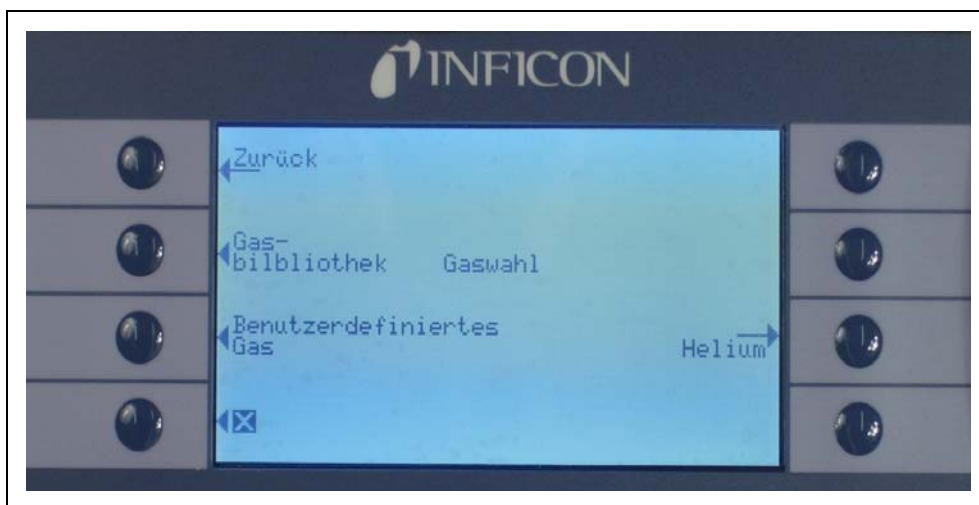 INFICON
Zurück
Gas-
bilbliothek Gaswahl
Benutzerdefiniertes
Gas
Helium